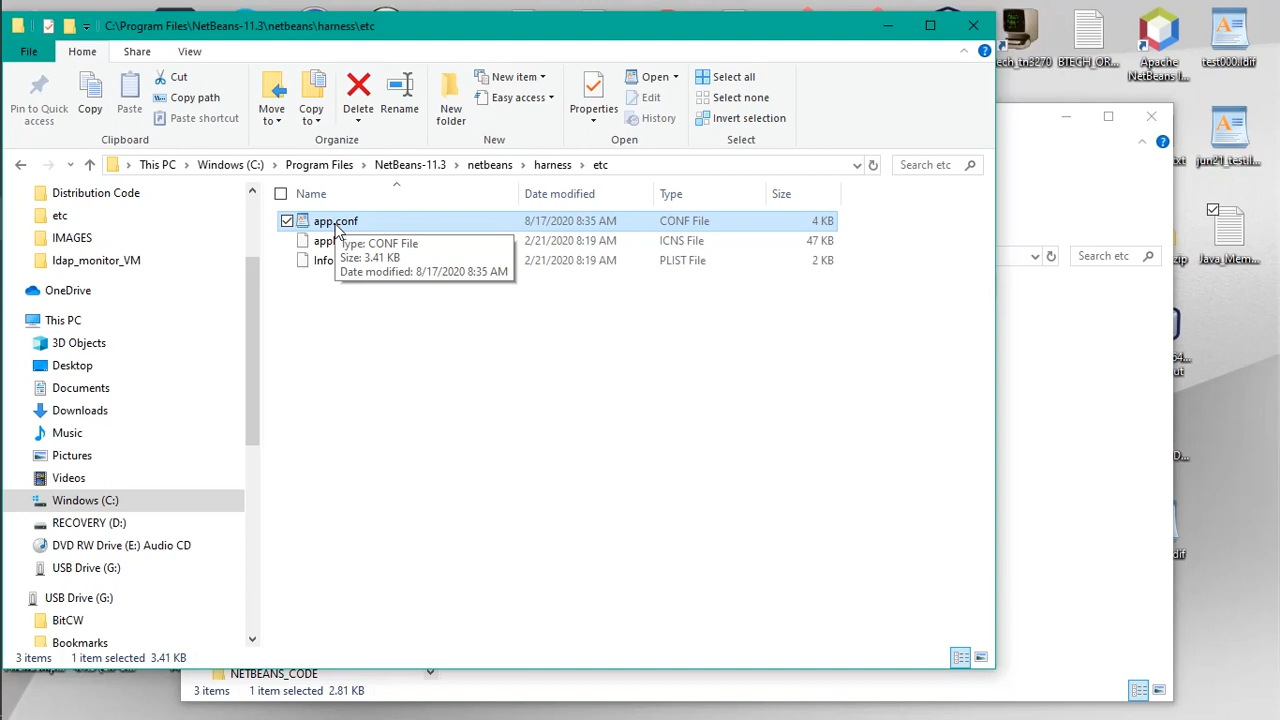 C:\Program Files\NetBeans-11.3\netbeans\harness\etc
File Home Share View
Pin to Quick access
Copy
Paste
Cut
Copy path
Paste shortcut
Clipboard
Move to
Copy to
Delete
Rename
Organize
New folder
New item
Easy access
New
Properties
Open
Edit
History
Open
Select all
Select none
Invert selection
Select
This PC > Windows (C:) > Program Files > NetBeans-11.3 > netbeans > harness > etc
Search etc
Name Date modified Type Size
app.conf 8/17/2020 8:35 AM CONF File 4 KB
2/21/2020 8:19 AM ICNS File 47 KB
2/21/2020 8:19 AM PLIST File 2 KB
Type: CONF File
Size: 3.41 KB
Date modified: 8/17/2020 8:35 AM
Distribution Code
etc
IMAGES
ldap_monitor_VM
OneDrive
This PC
3D Objects
Desktop
Documents
Downloads
Music
Pictures
Videos
Windows (C:)
RECOVERY (D:)
DVD RW Drive (E:) Audio CD
USB Drive (G:)
USB Drive (G:)
BitCW
Bookmarks
3 items 1 item selected 3.41 KB
NETBEANS_CODE
3 items 1 item selected 2.81 KB
Search etc
ech_tn3270
BTECH_OR...
Apache
NetBeans I...
test000.ldif
jun21_test.l...
Java_Mem...